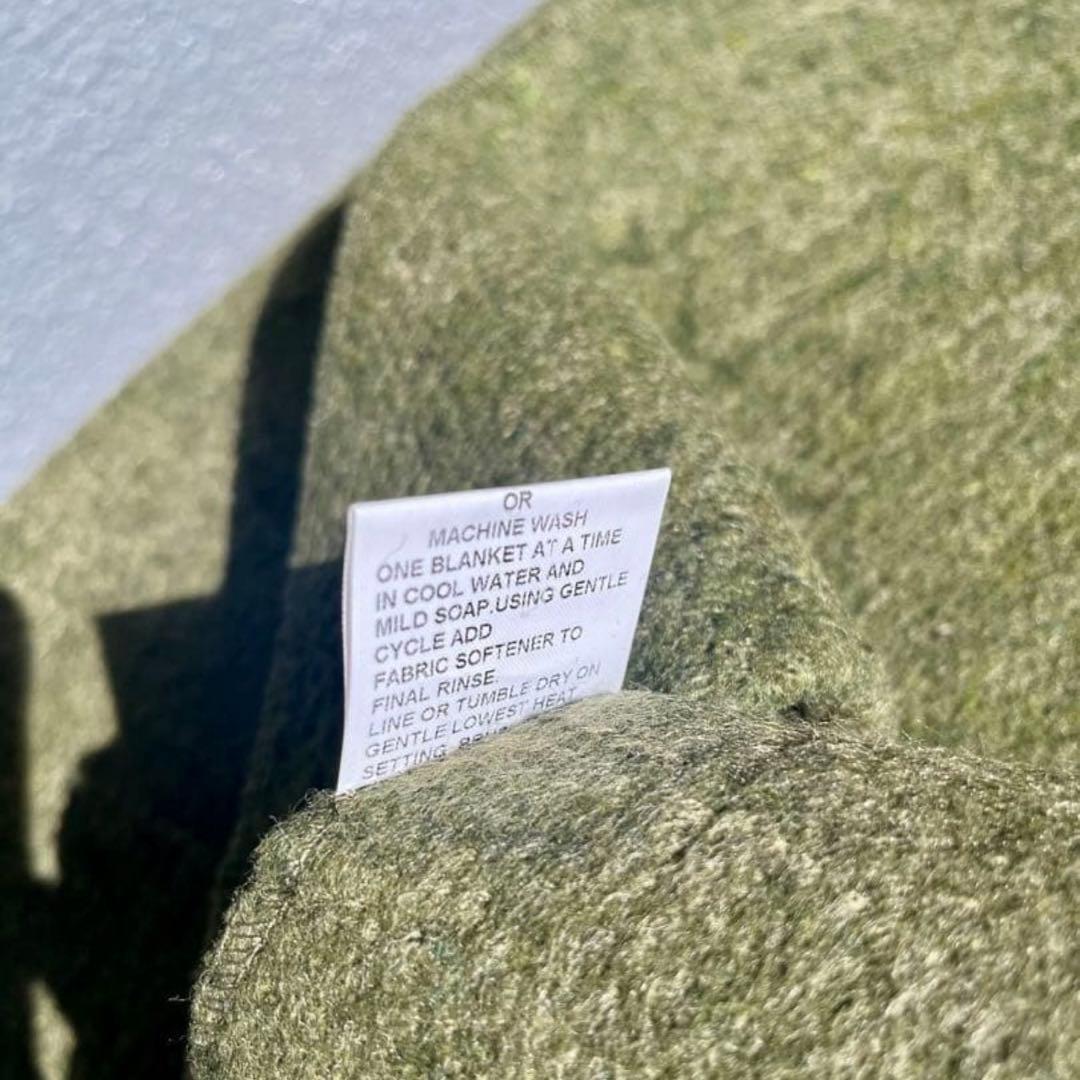 OR
MACHINE WASH
ONE BLANKET AT A TIME
IN COOL WATER AND
MILD SOAP,USING GENTLE
CYCLE ADD
FABRIC SOFTENER TO
FINAL RINSE.
LINE OR TUMBLE DRY ON
GENTLE LOWEST HEAT
SETTING.